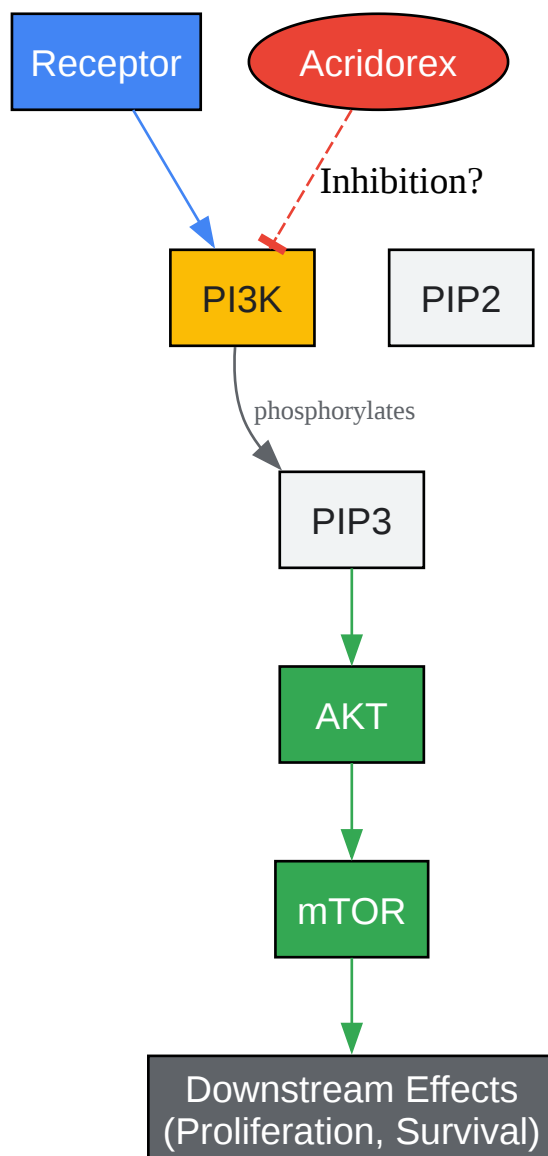 Receptor
Acridorex
Inhibition?
PI3K
PIP2
phosphorylates
PIP3
AKT
mTOR
Downstream Effects
(Proliferation, Survival)